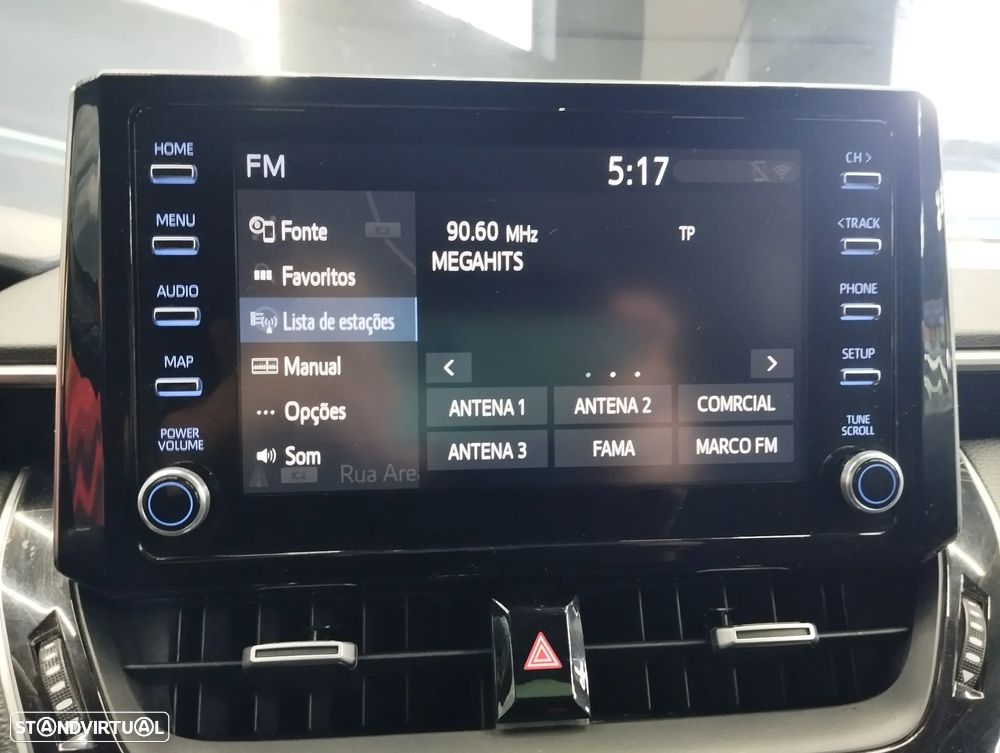 HOME
MENU
AUDIO
MAP
POWER
VOLUME
FM
5:17
Fonte
Favoritos
Lista de estações
Manual
Opções
Som
Rua Are
90.60 MHz
TP
MEGAHITS
<
>
ANTENA 1
ANTENA 2
COMRCIAL
ANTENA 3
FAMA
MARCO FM
CH >
< TRACK
PHONE
SETUP
TUNE
SCROLL
STANDVIRTUAL